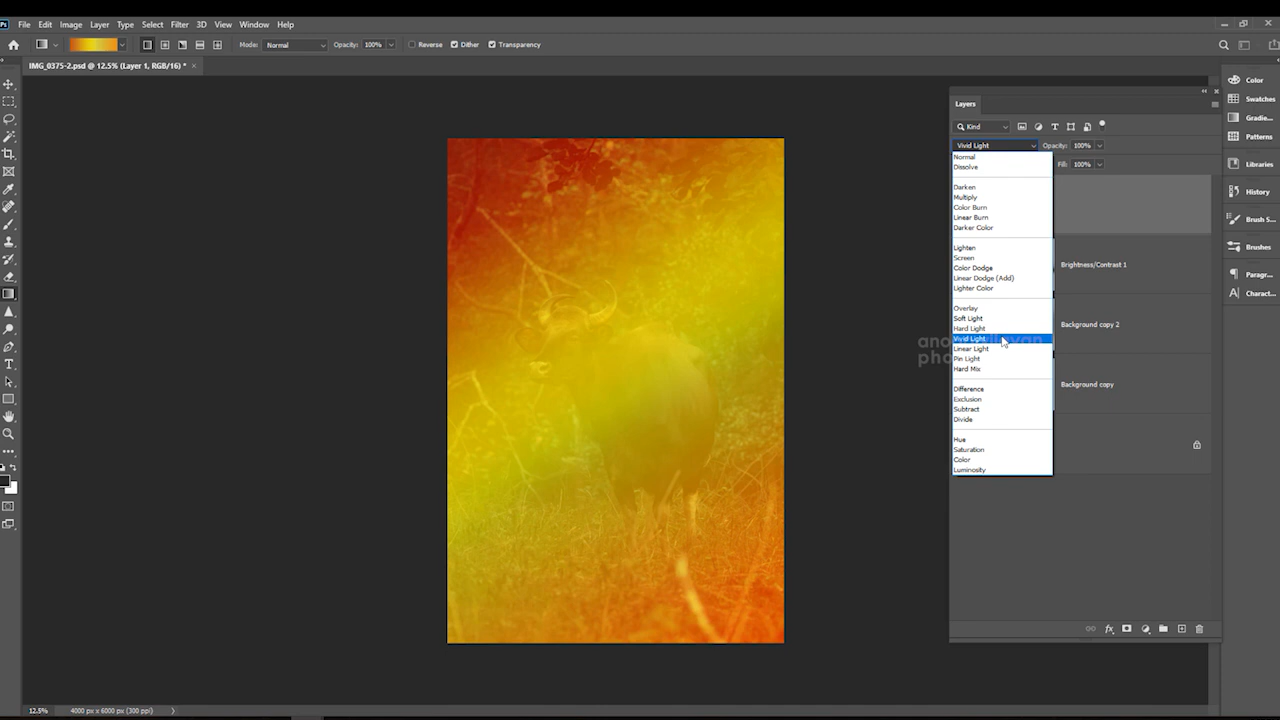 Ps File Edit Image Layer Type Select Filter 3D View Window Help
Mode: Normal Opacity: 100% Reverse Dither Transparency
IMG_0375-2.psd @ 12.5% (Layer 1, RGB/16) * ×
Layers
Kind
Vivid Light Opacity: 100%
Fill: 100%
Normal
Dissolve
Darken
Multiply
Color Burn
Linear Burn
Darker Color
Lighten
Screen
Color Dodge
Linear Dodge (Add)
Lighter Color
Overlay
Soft Light
Hard Light
Vivid Light
Linear Light
Pin Light
Hard Mix
Difference
Exclusion
Subtract
Divide
Hue
Saturation
Color
Luminosity
Brightness/Contrast 1
Background copy 2
Background copy
Color
Swatches
Gradie...
Patterns
Libraries
History
Brush S...
Brushes
Paragr...
Charact...
fx
12.5% 4000 px x 6000 px (300 ppi)